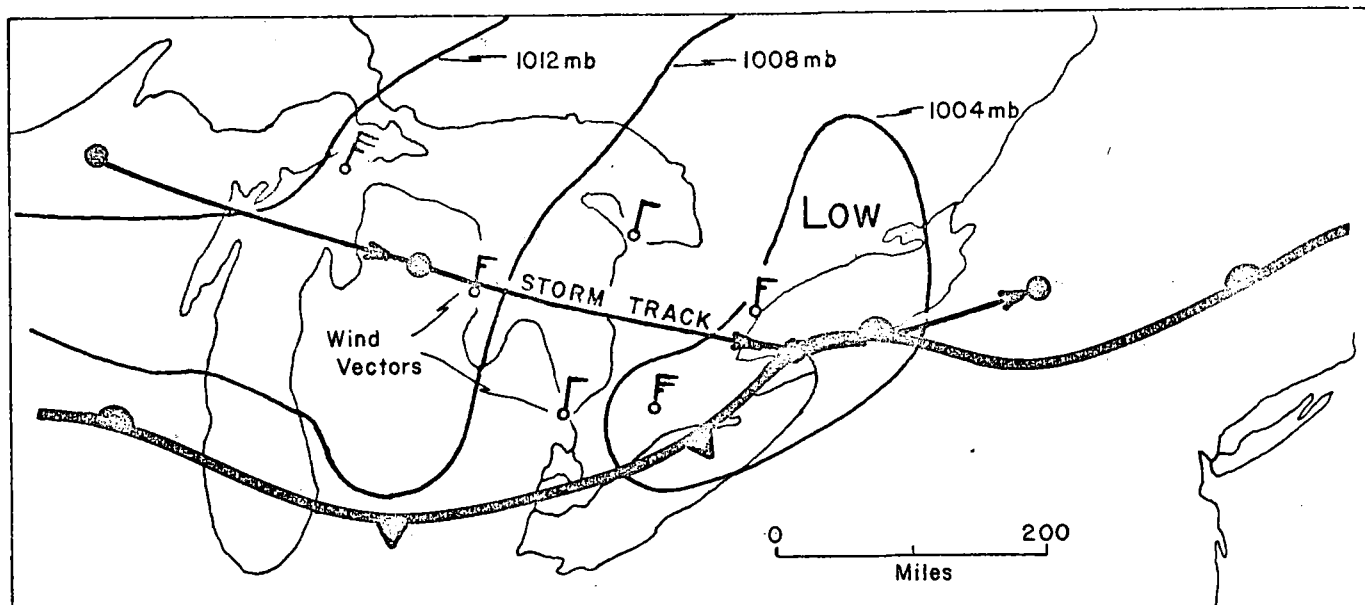 1012 mb
1008 mb
1004 mb
LOW
STORM TRACK
Wind
Vectors
0
200
Miles